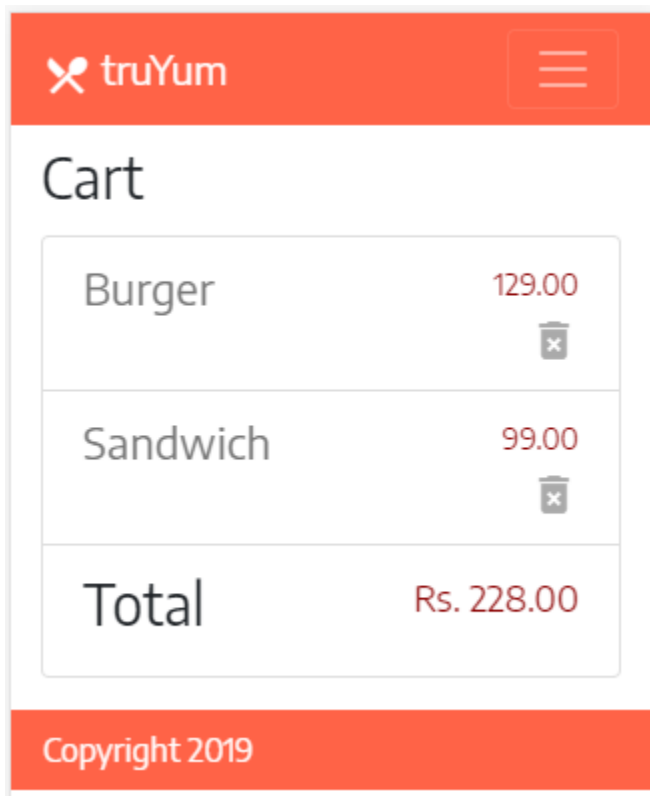 truYum
Cart
Burger 129.00
Sandwich 99.00
Total Rs. 228.00
Copyright 2019